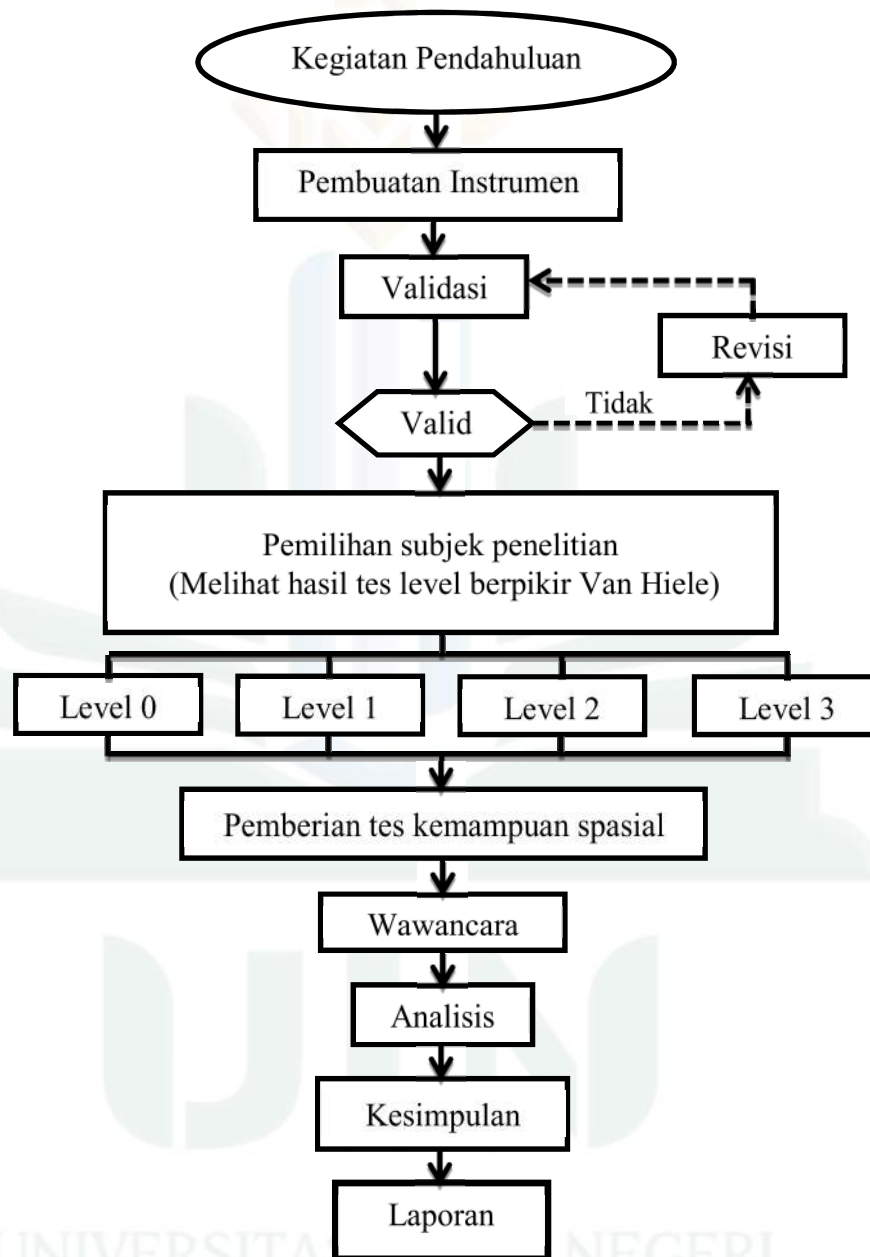 Kegiatan Pendahuluan
Pembuatan Instrumen
Validasi
Revisi
Valid
Tidak
Pemilihan subjek penelitian
(Melihat hasil tes level berpikir Van Hiele)
Level 0
Level 1
Level 2
Level 3
Pemberian tes kemampuan spasial
Wawancara
Analisis
Kesimpulan
Laporan
UIN